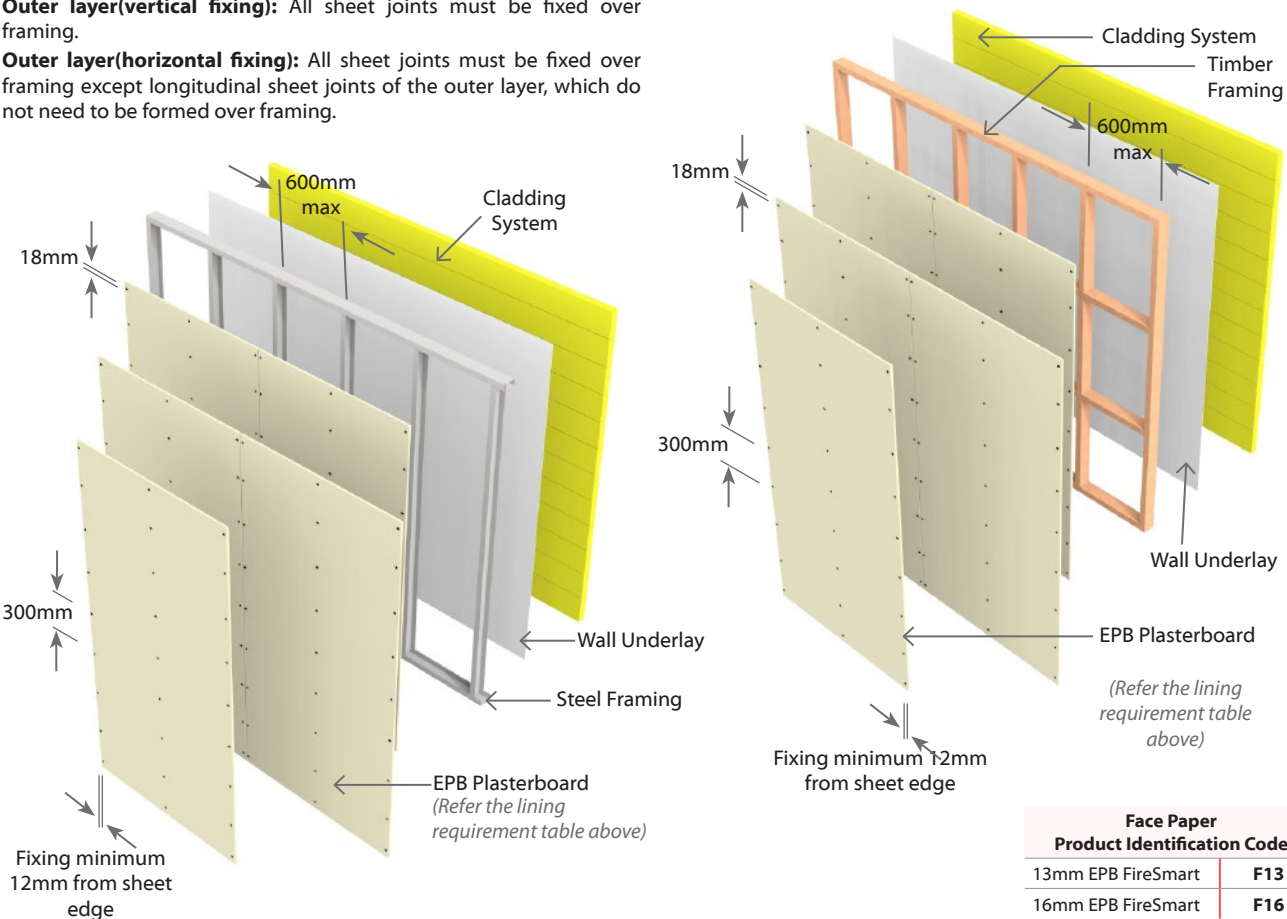 Outer layer(vertical fixing): All sheet joints must be fixed over
framing.
Outer layer(horizontal fixing): All sheet joints must be fixed over
framing except longitudinal sheet joints of the outer layer, which do
not need to be formed over framing.
600mm
max
Cladding
System
18mm
300mm
Wall Underlay
Steel Framing
EPB Plasterboard
(Refer the lining
requirement table above)
Fixing minimum
12mm from sheet
edge
Cladding System
Timber
Framing
600mm
max
18mm
300mm
Wall Underlay
EPB Plasterboard
(Refer the lining
requirement table
above)
Fixing minimum 12mm
from sheet edge
Face Paper
Product Identification Code
13mm EPB FireSmart F13
16mm EPB FireSmart F16